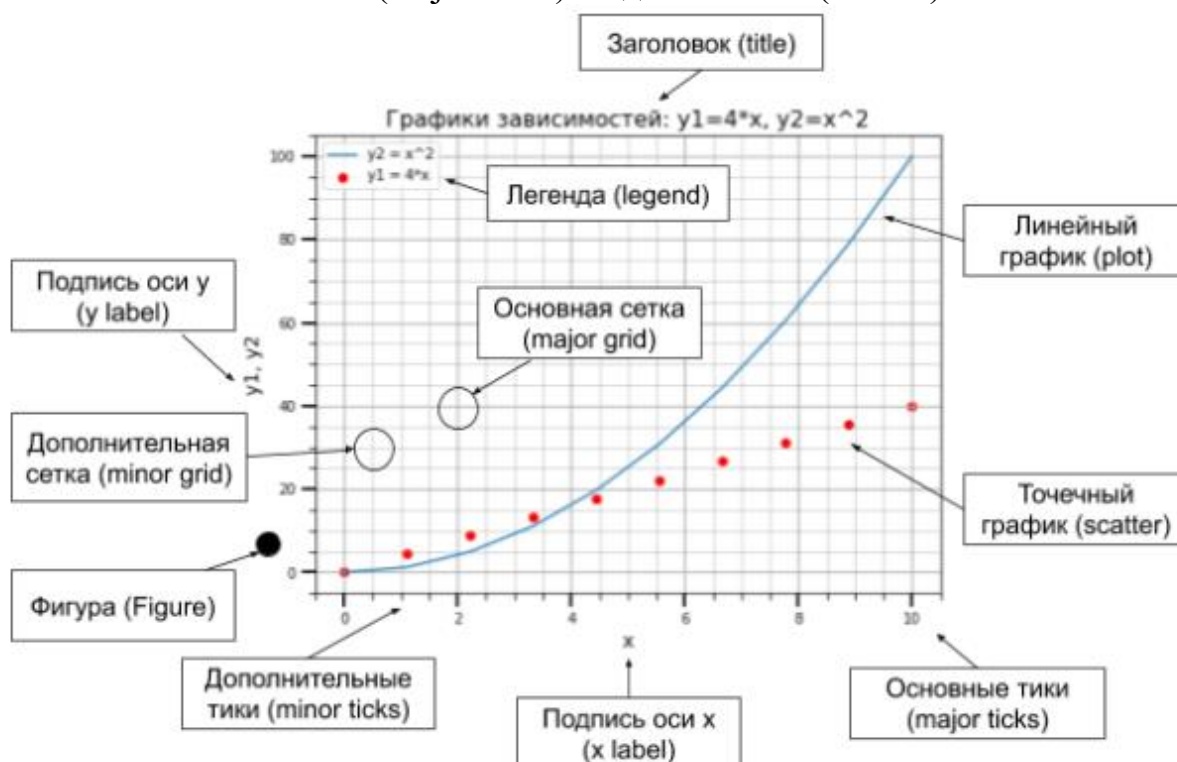 Заголовок (title)
Графики зависимостей: y1=4*x, y2=x^2
y2 = x^2
y1 = 4*x
Легенда (legend)
Линейный
график (plot)
Подпись оси y
(y label)
Основная сетка
(major grid)
y1, y2
Дополнительная
сетка (minor grid)
Точечный
график (scatter)
Фигура (Figure)
100
80
60
40
20
0
0 2 4 6 8 10
x
Дополнительные
тики (minor ticks)
Подпись оси x
(x label)
Основные тики
(major ticks)